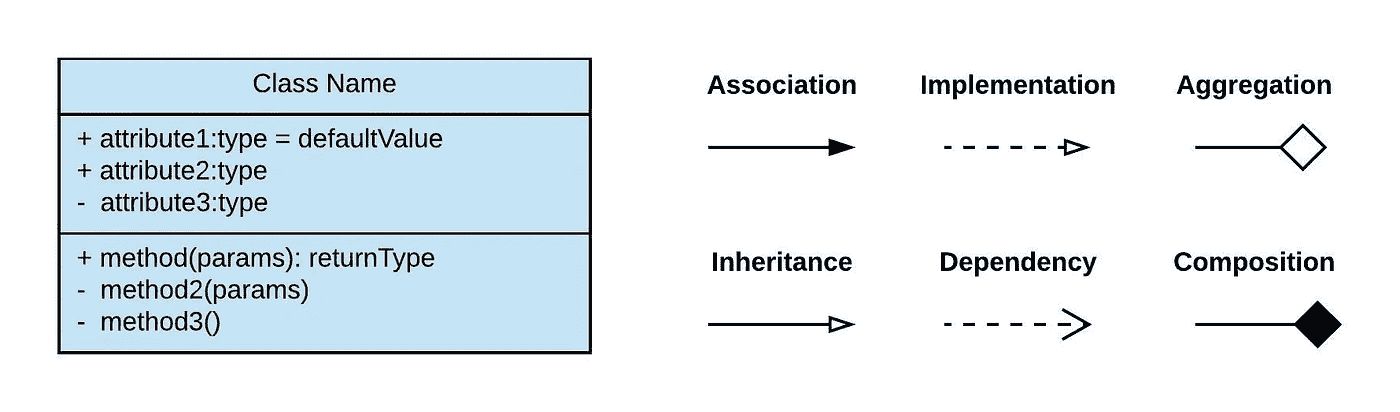 Class Name
+ attribute1:type = defaultValue
+ attribute2:type
- attribute3:type
+ method(params): returnType
- method2(params)
- method3()
Association
Implementation
Aggregation
Inheritance
Dependency
Composition